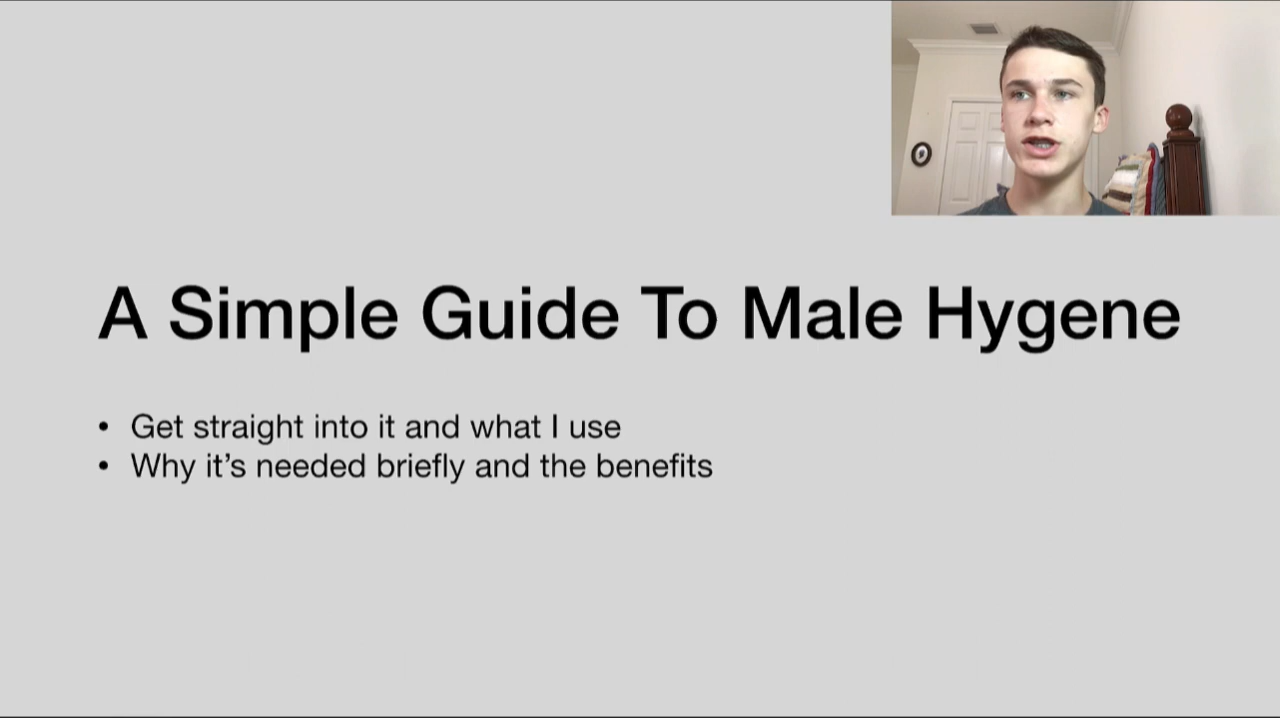 A Simple Guide To Male Hygene
• Get straight into it and what I use
• Why it’s needed briefly and the benefits